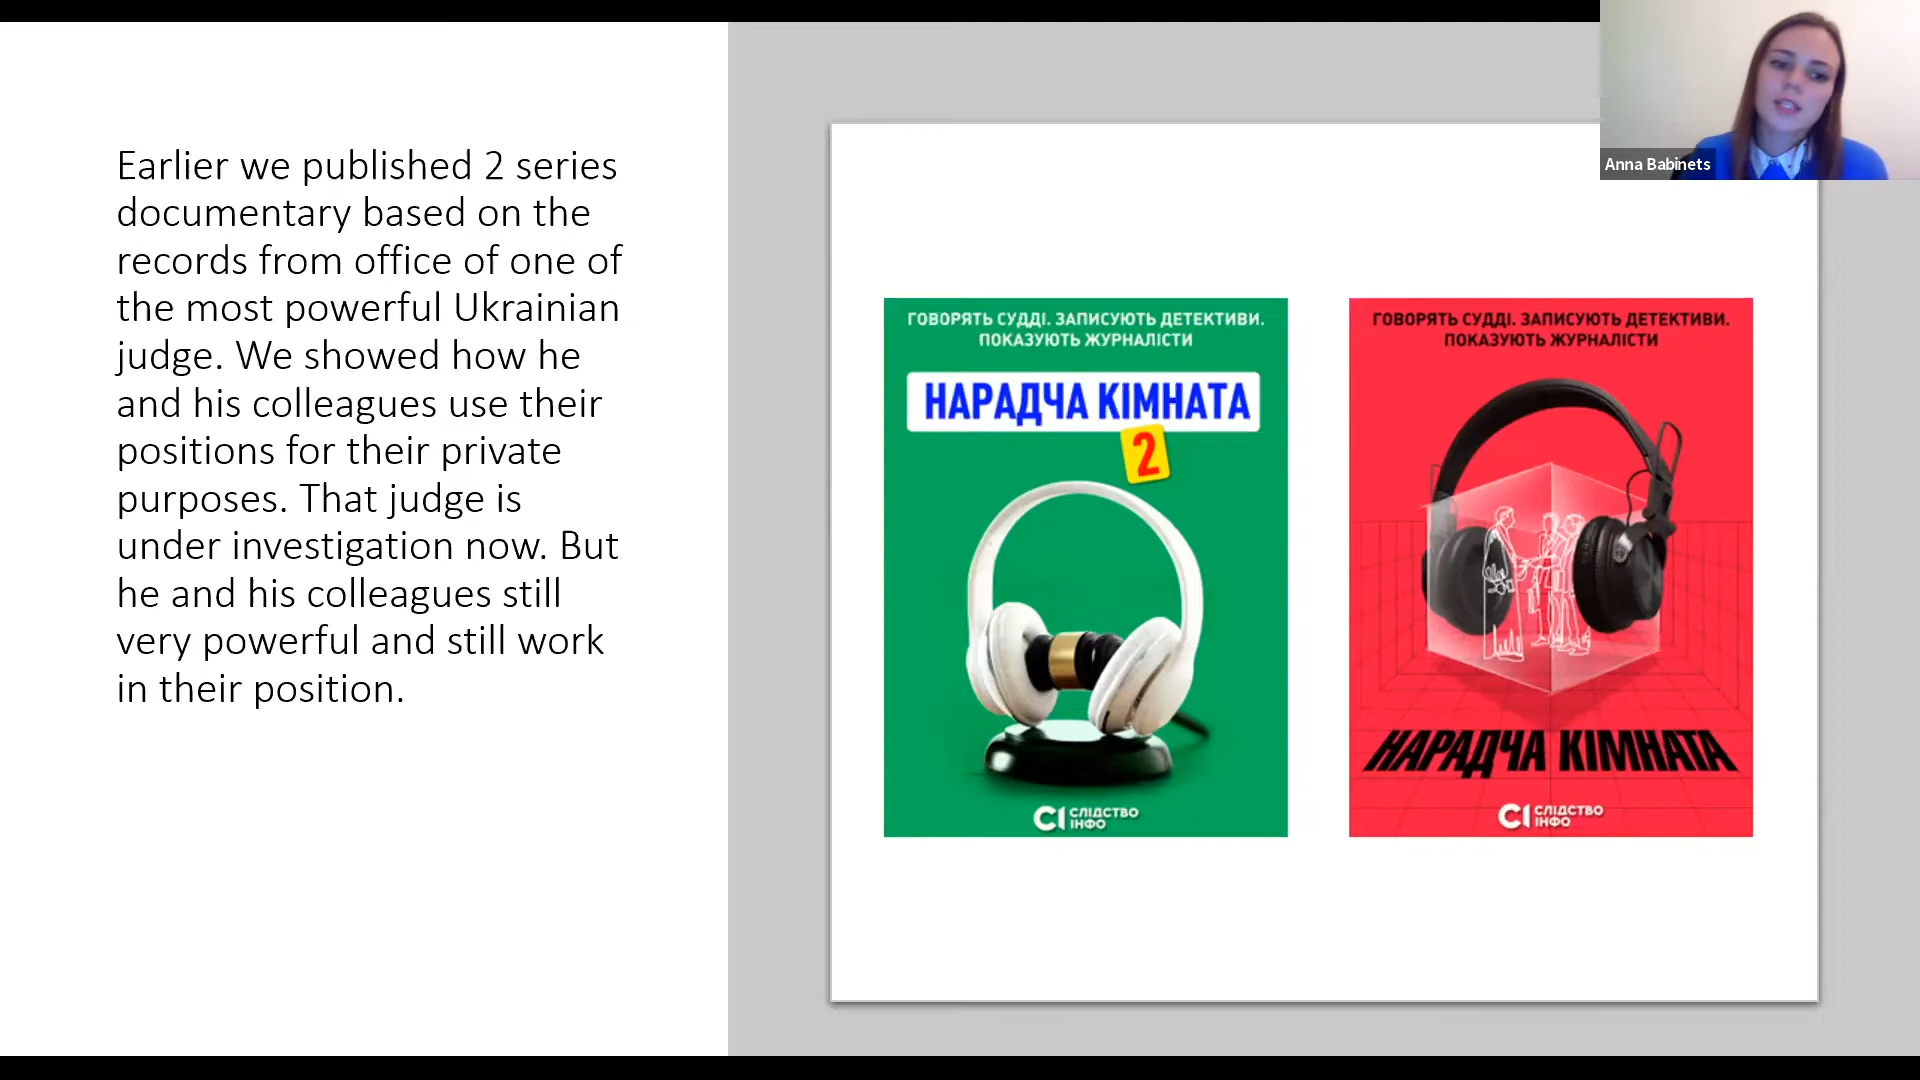 Earlier we published 2 series
documentary based on the
records from office of one of
the most powerful Ukrainian
judge. We showed how he
and his colleagues use their
positions for their private
purposes. That judge is
under investigation now. But
he and his colleagues still
very powerful and still work
in their position.
ГОВОРЯТЬ СУДДІ. ЗАПИСУЮТЬ ДЕТЕКТИВИ.
ПОКАЗУЮТЬ ЖУРНАЛІСТИ
НАРАДЧА КІМНАТА
2
СІ СЛІДСТВО
ІНФО
ГОВОРЯТЬ СУДДІ. ЗАПИСУЮТЬ ДЕТЕКТИВИ.
ПОКАЗУЮТЬ ЖУРНАЛІСТИ
НАРАДЧА КІМНАТА
СІ СЛІДСТВО
ІНФО
Anna Babinets